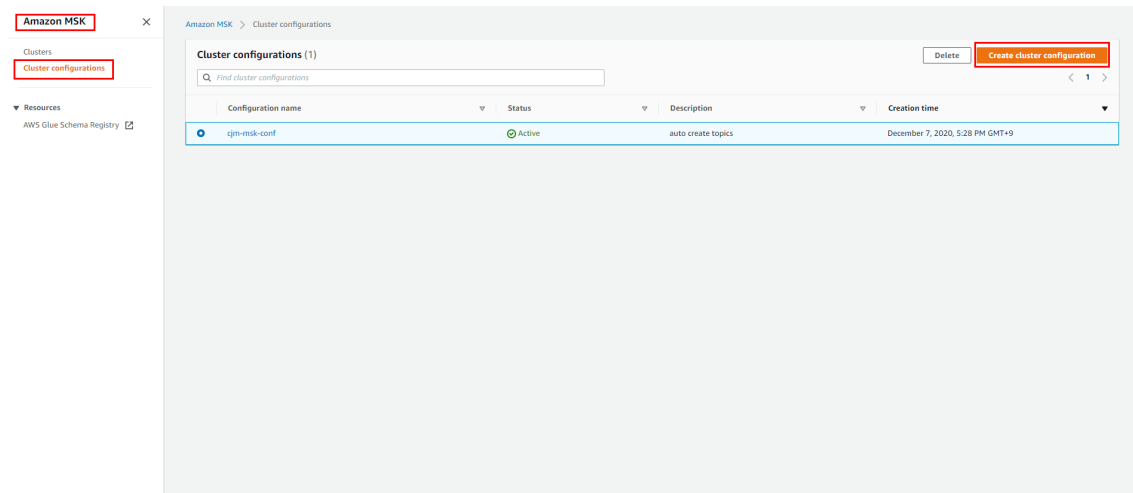 Amazon MSK
Clusters
Cluster configurations
Resources
AWS Glue Schema Registry
Amazon MSK > Cluster configurations
Cluster configurations (1)
Delete
Create cluster configuration
Find cluster configurations
1
Configuration name Status Description Creation time
cjm-msk-conf Active auto create topics December 7, 2020, 5:28 PM GMT+9